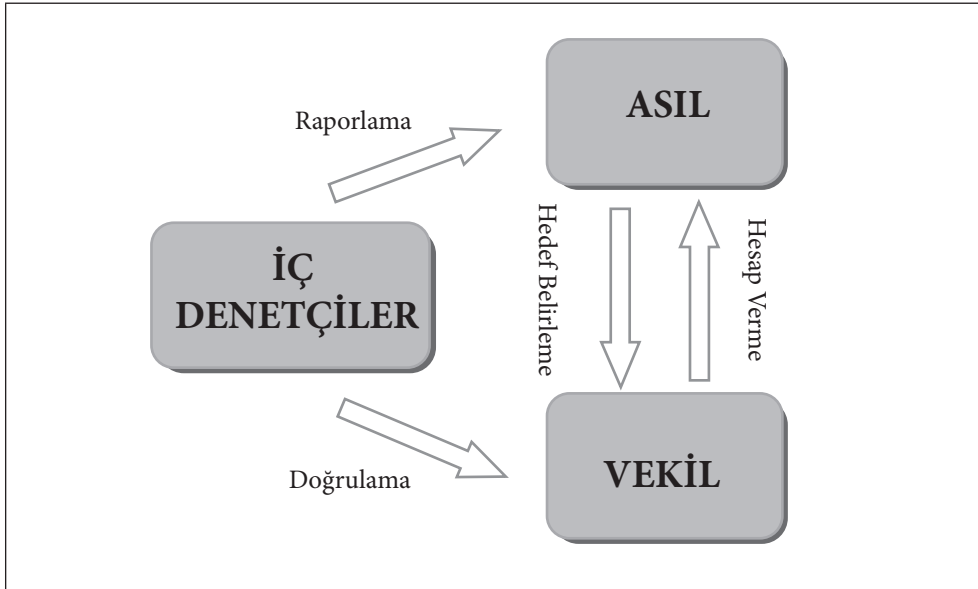 ASIL
Raporlama
İÇ
DENETÇİLER
Hedef Belirleme
Hesap Verme
Doğrulama
VEKİL